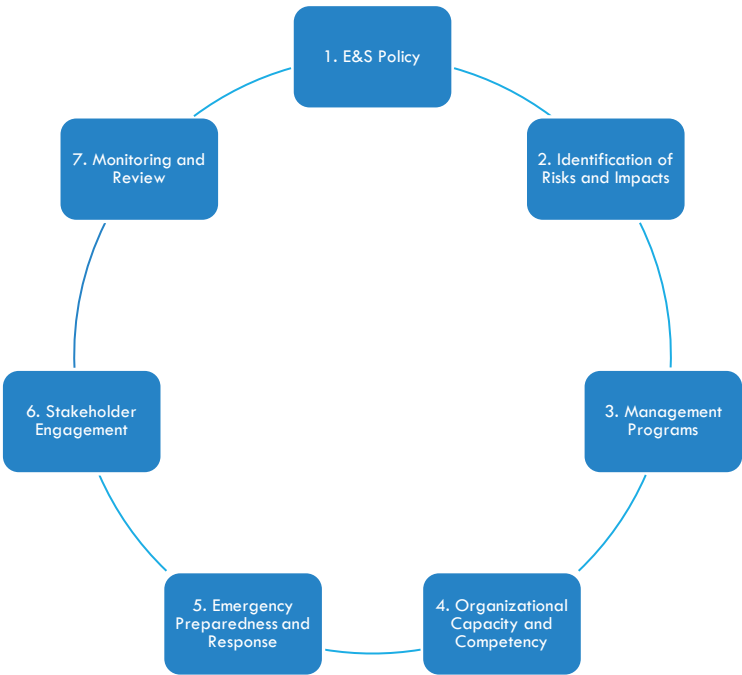 1. E&S Policy
2. Identification of
Risks and Impacts
3. Management
Programs
4. Organizational
Capacity and
Competency
5. Emergency
Preparedness and
Response
6. Stakeholder
Engagement
7. Monitoring and
Review